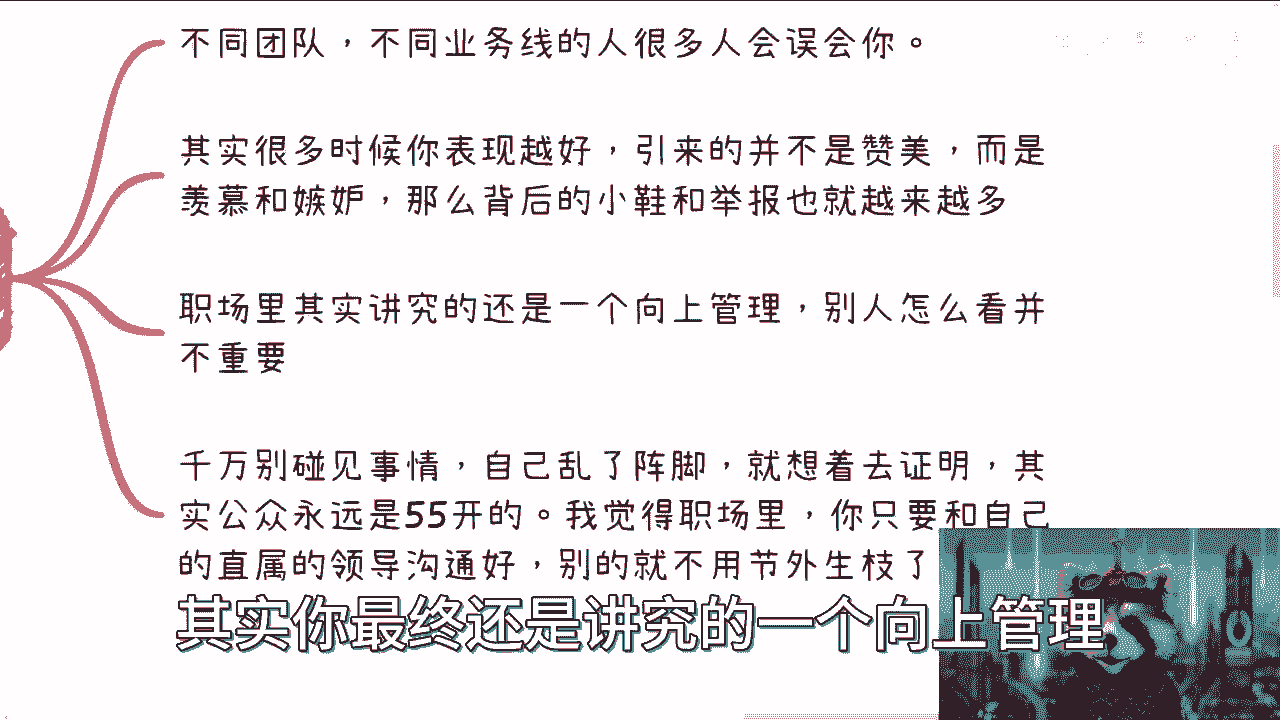 不同团队，不同业务线的人很多人会误会你。
其实很多时候你表现越好，引来的并不是赞美，而是
羡慕和嫉妒，那么背后的小鞋和举报也就越来越多
职场里其实讲究的还是一个向上管理，别人怎么看并
不重要
千万别碰见事情，自己乱了阵脚，就想着去证明，其
实公众永远是55开的。我觉得职场里，你只要和自己
的直属的领导沟通好，别的就不用节外生枝了
其实你最终还是讲究的一个向上管理